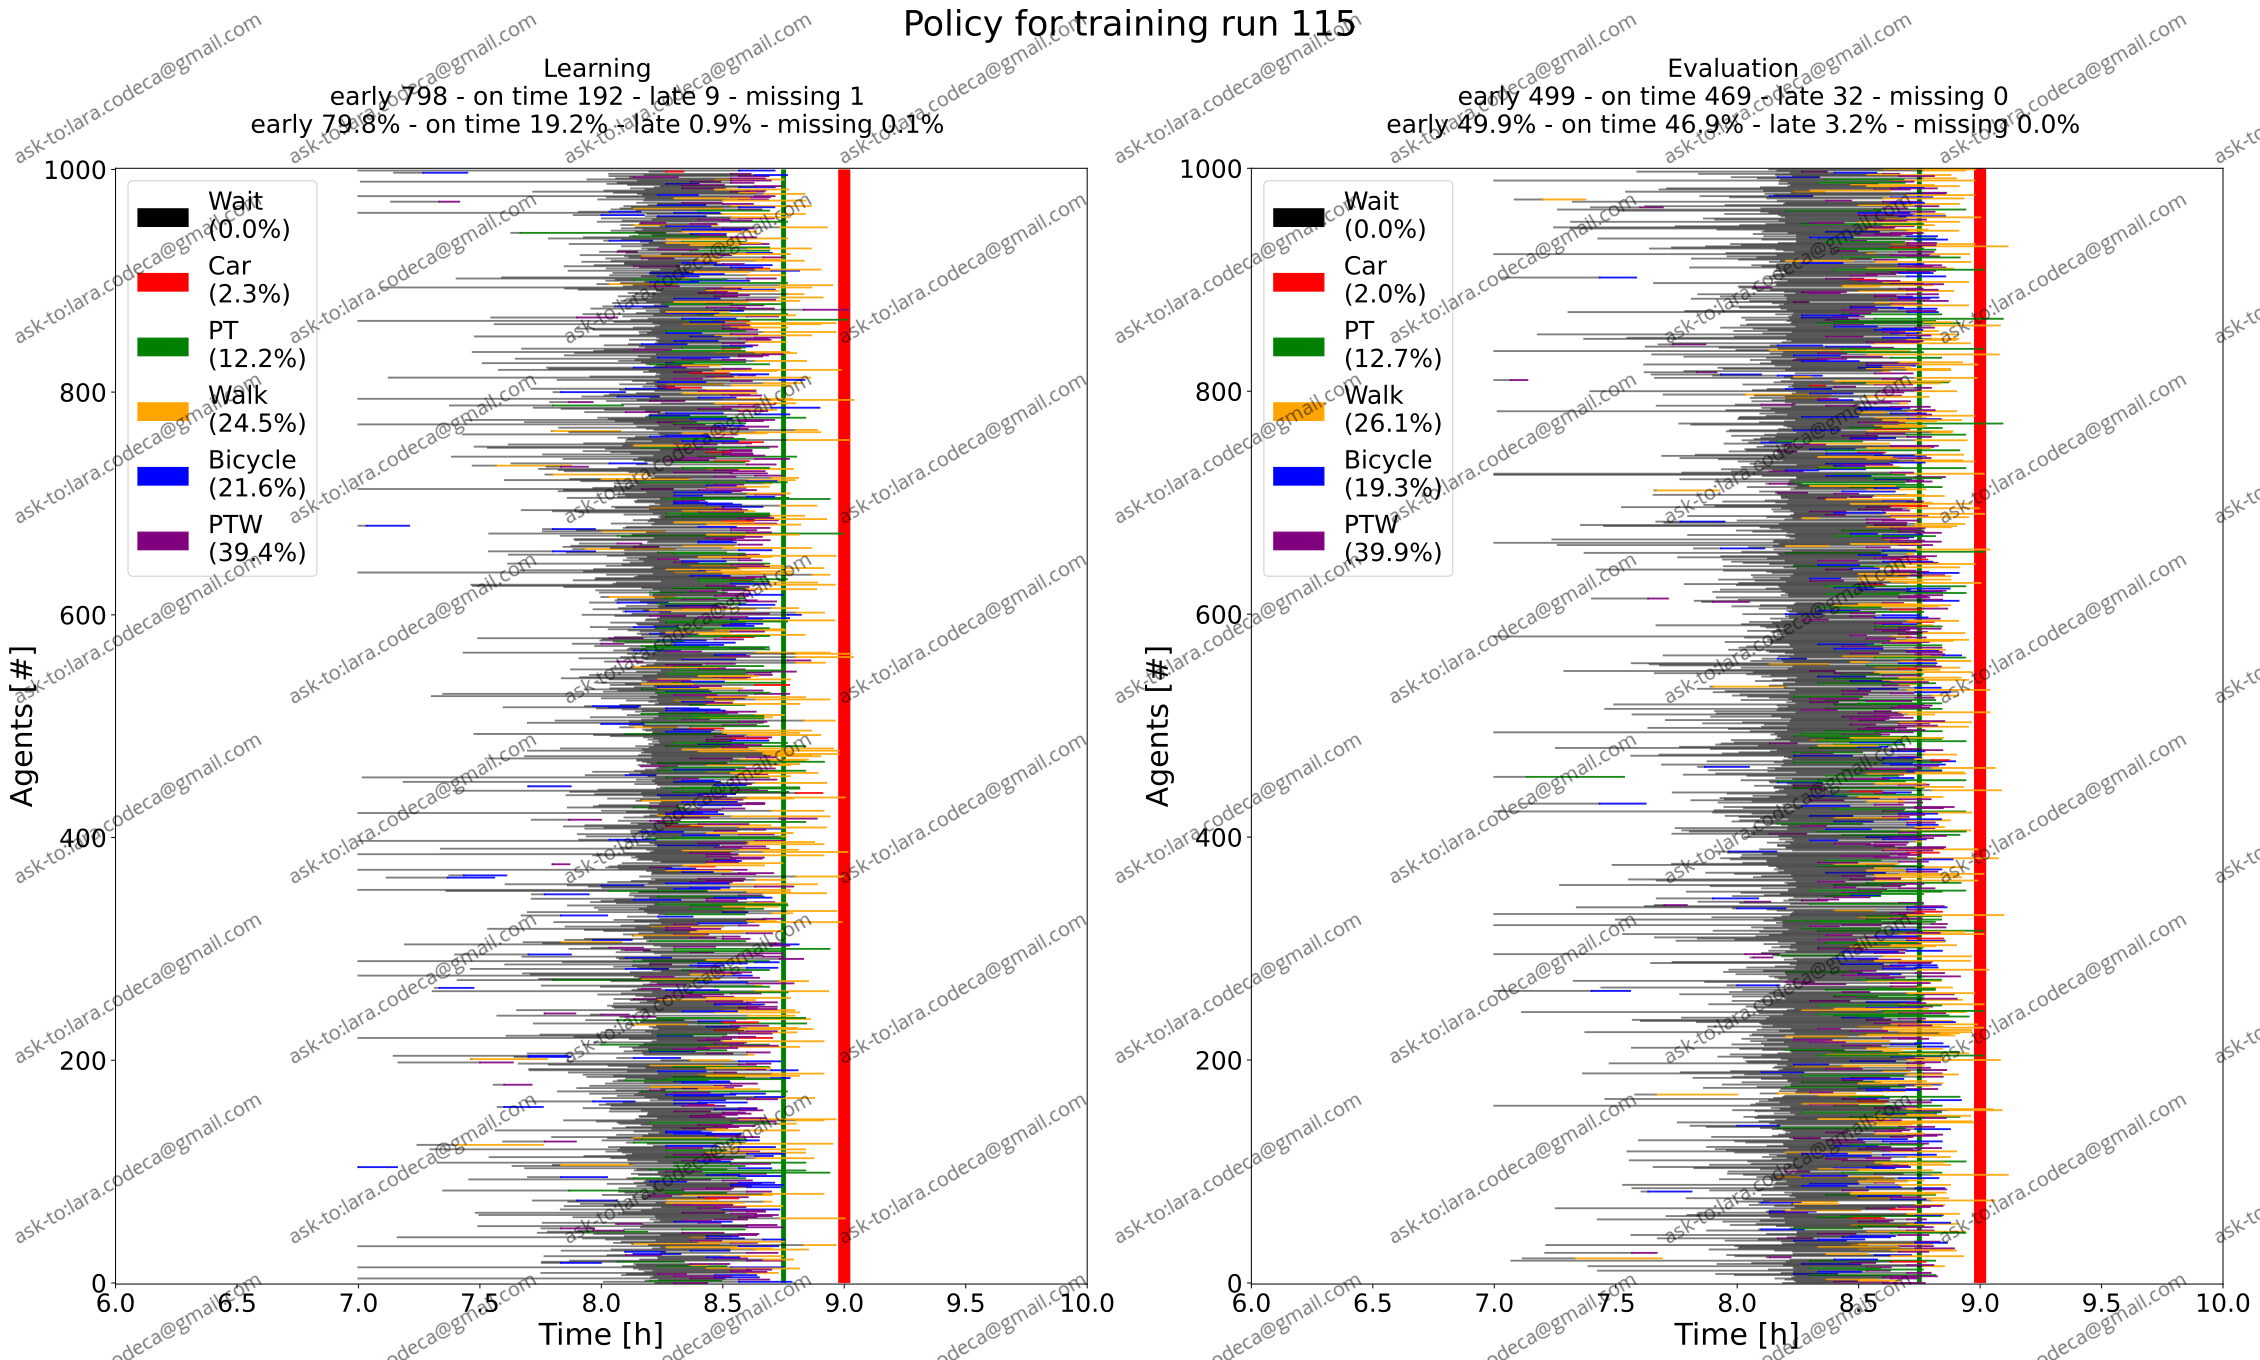 Policy for training run 115
Learning
early 798 - on time 192 - late 9 - missing 1
early 79.8% - on time 19.2% - late 0.9% - missing 0.1%
Evaluation
early 499 - on time 469 - late 32 - missing 0
early 49.9% - on time 46.9% - late 3.2% - missing 0.0%
Wait
(0.0%)
Car
(2.3%)
PT
(12.2%)
Walk
(24.5%)
Bicycle
(21.6%)
PTW
(39.4%)
Agents [#]
1000
800
600
400
200
0
6.0 6.5 7.0 7.5 8.0 8.5 9.0 9.5 10.0
Time [h]
Wait
(0.0%)
Car
(2.0%)
PT
(12.7%)
Walk
(26.1%)
Bicycle
(19.3%)
PTW
(39.9%)
Agents [#]
1000
800
600
400
200
0
6.0 6.5 7.0 7.5 8.0 8.5 9.0 9.5 10.0
Time [h]
ask-to:lara.codeca@gmail.com